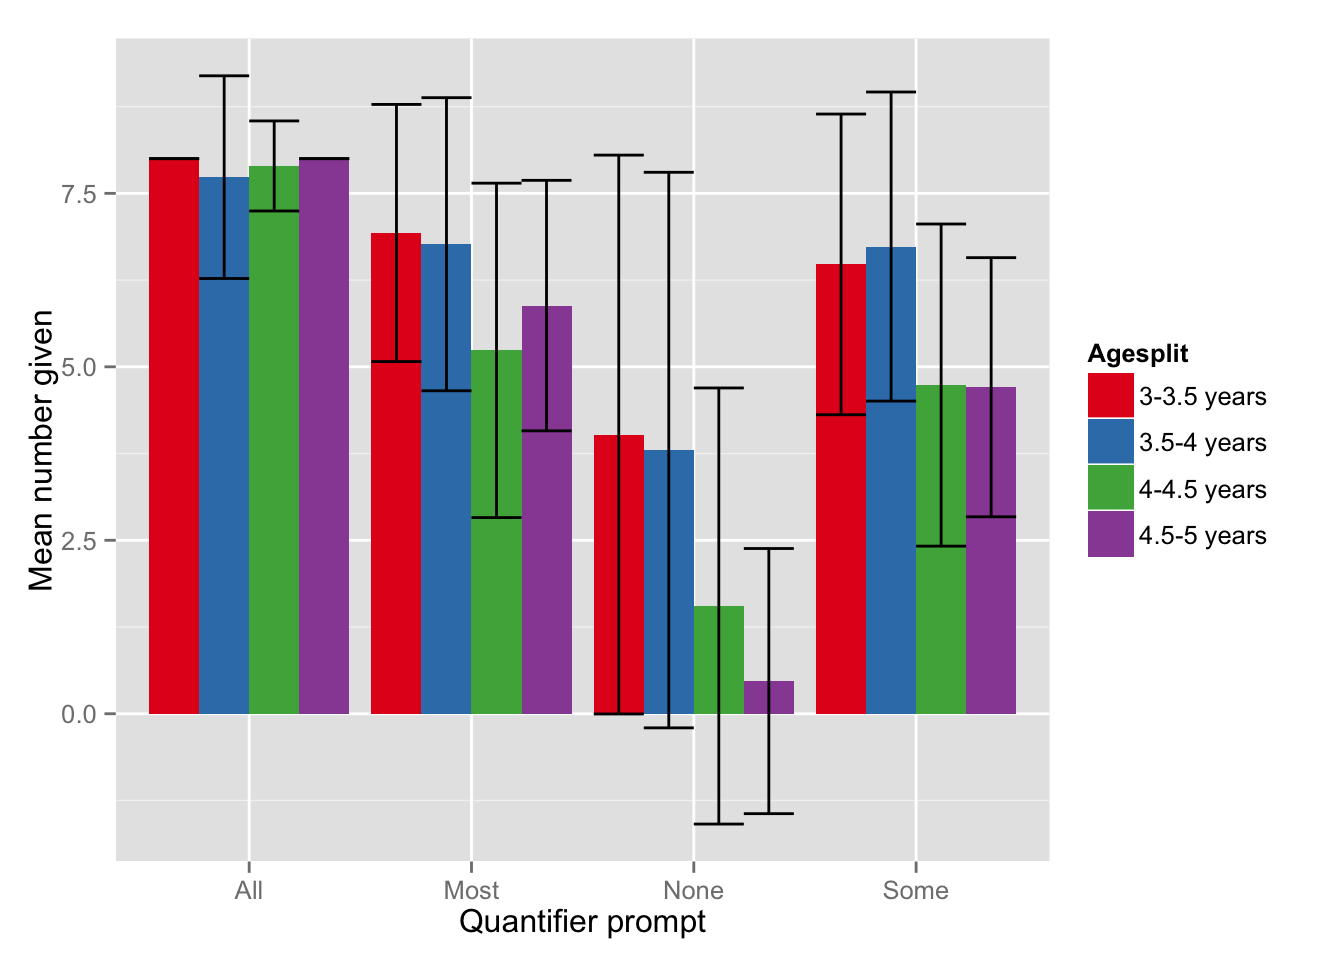 Mean number given
7.5
5.0
2.5
0.0
All Most None Some
Quantifier prompt
Agesplit
3-3.5 years
3.5-4 years
4-4.5 years
4.5-5 years